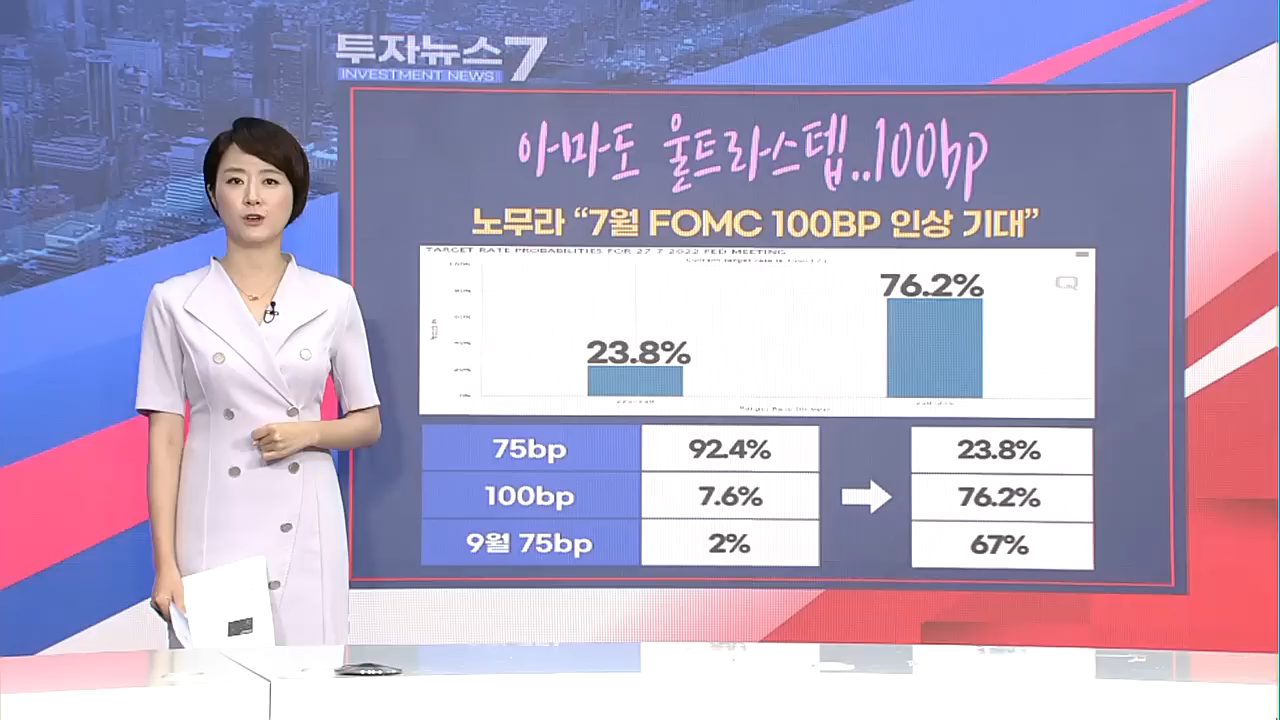 투자뉴스 7
INVESTMENT NEWS
아마도 울트라스텝..100bp
노무라 “7월 FOMC 100BP 인상 기대”
TARGET RATE PROBABILITIES FOR 27 7 2022 FED MEETING
76.2%
23.8%
75bp 92.4% 23.8%
100bp 7.6% 76.2%
9월 75bp 2% 67%